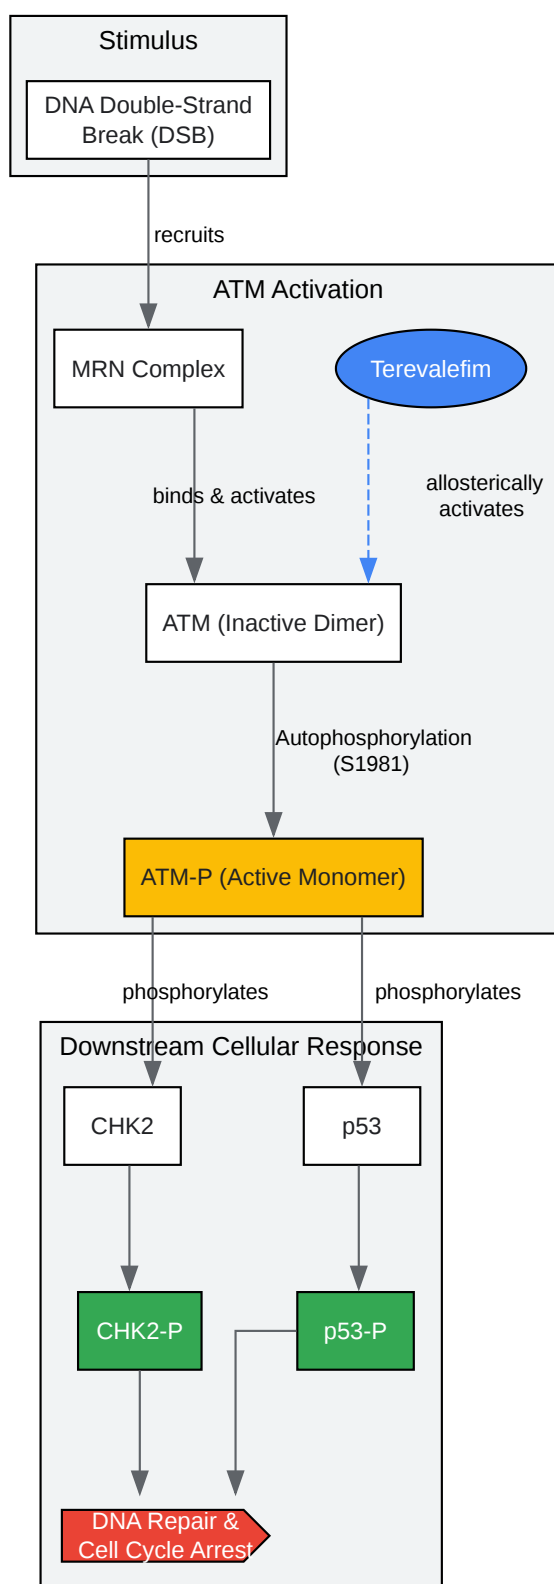 Stimulus
DNA Double-Strand
Break (DSB)
recruits
ATM Activation
MRN Complex
Terevalefim
binds & activates
allosterically
activates
ATM (Inactive Dimer)
Autophosphorylation
(S1981)
ATM-P (Active Monomer)
phosphorylates
phosphorylates
Downstream Cellular Response
CHK2
p53
CHK2-P
p53-P
DNA Repair &
Cell Cycle Arrest